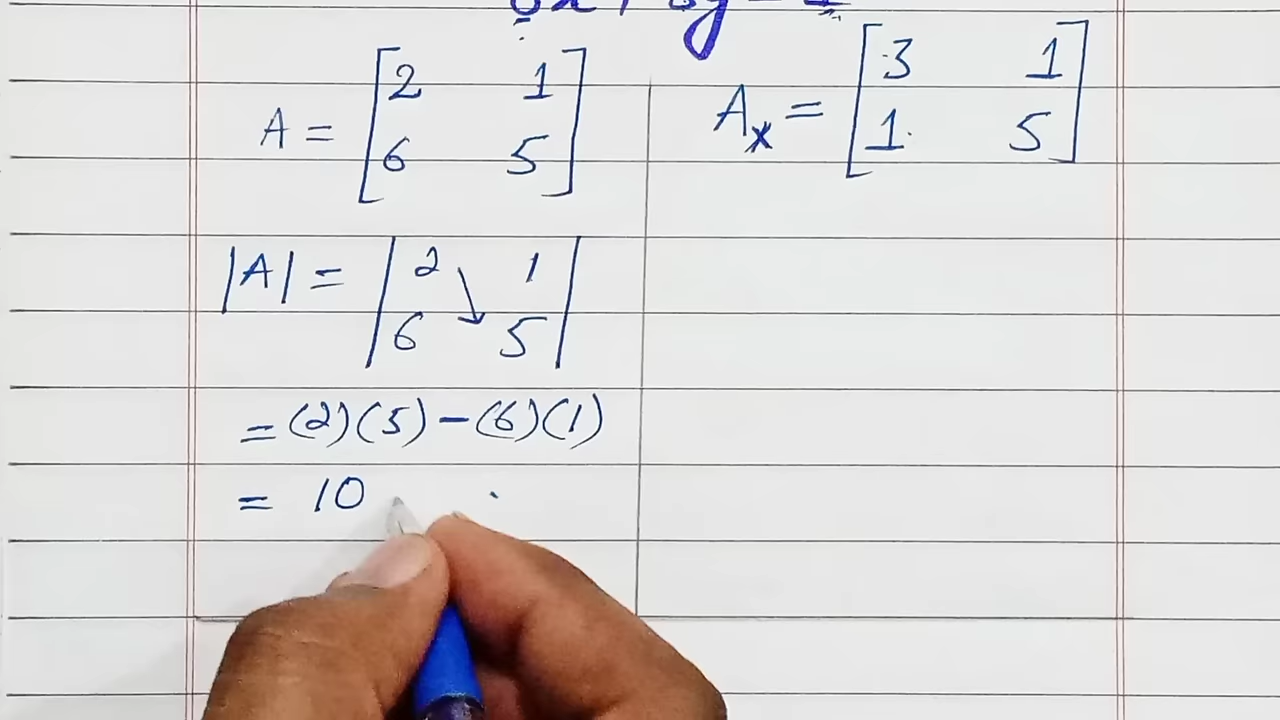 A = [2 1
6 5]
|A| = |2 1
6 5|
= (2)(5) - (6)(1)
= 10
Ax = [3 1
1 5]